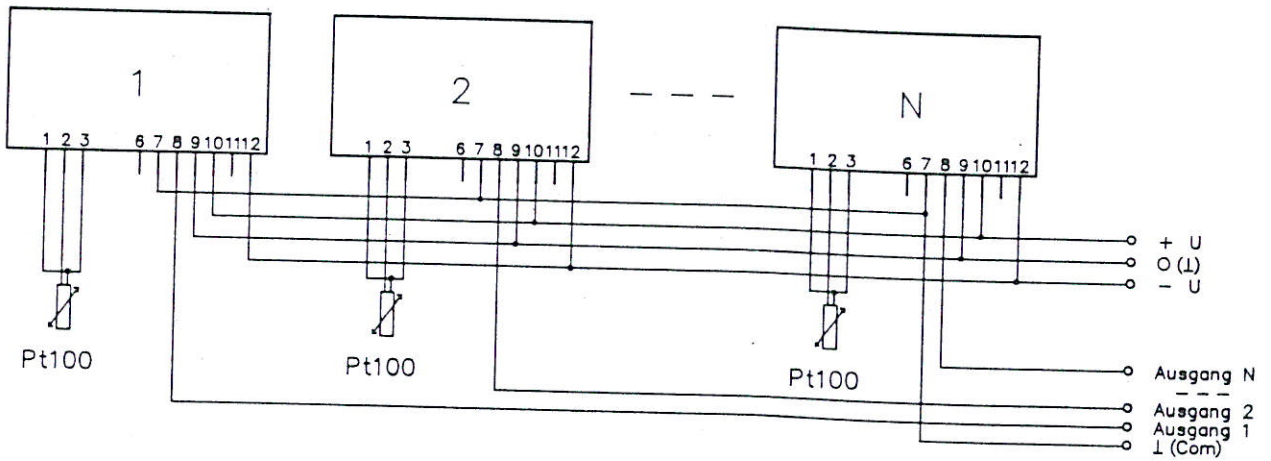 1
2
N
1 2 3 6 7 8 9 10 11 12
1 2 3 6 7 8 9 10 11 12
1 2 3 6 7 8 9 10 11 12
+ U
O (⊥)
− U
Pt100
Pt100
Pt100
Ausgang N
Ausgang 2
Ausgang 1
⊥ (Com)